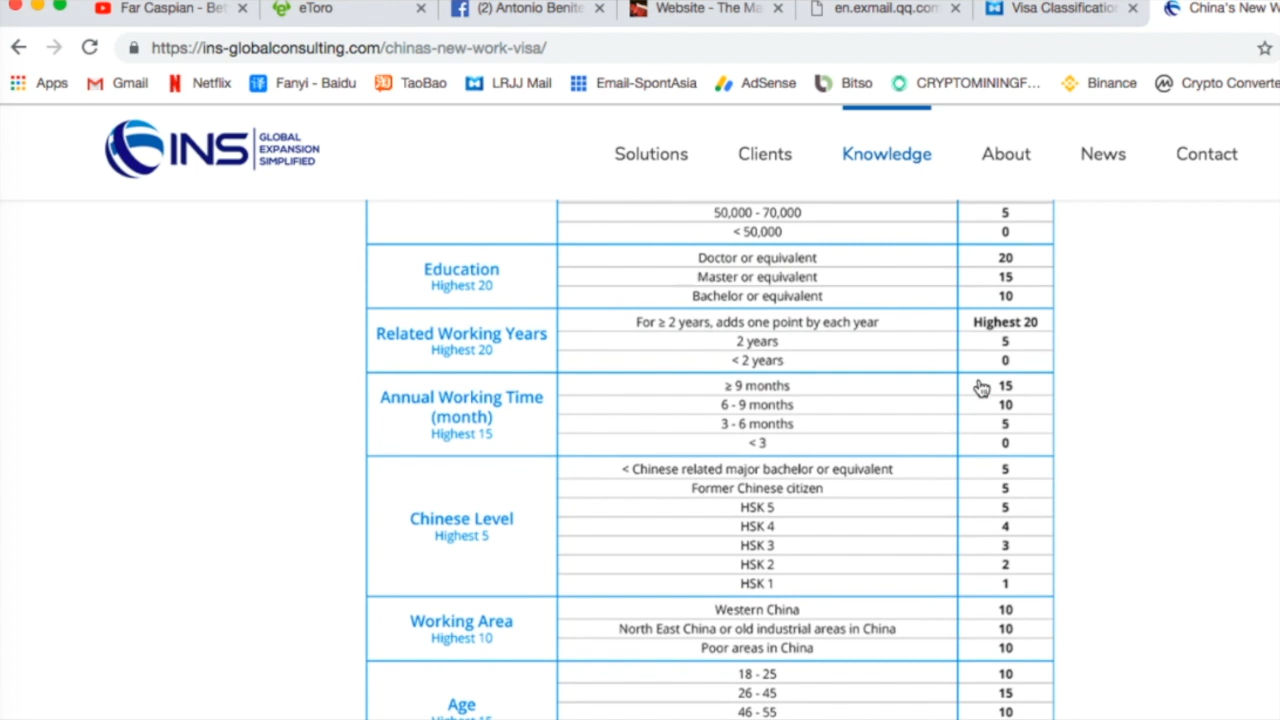 Far Caspian - Bet
eToro
(2) Antonio Benite
Website - The Ma
en.exmail.qq.com
Visa Classification
China's New W
https://ins-globalconsulting.com/chinas-new-work-visa/
Apps
Gmail
Netflix
Fanyi - Baidu
TaoBao
LRJJ Mail
Email-SpontAsia
AdSense
Bitso
CRYPTOMININGF...
Binance
Crypto Converte
INS
GLOBAL
EXPANSION
SIMPLIFIED
Solutions
Clients
Knowledge
About
News
Contact
50,000 - 70,000 5
< 50,000 0
Education
Highest 20
Doctor or equivalent 20
Master or equivalent 15
Bachelor or equivalent 10
Related Working Years
Highest 20
For ≥ 2 years, adds one point by each year Highest 20
2 years 5
< 2 years 0
Annual Working Time
(month)
Highest 15
≥ 9 months 15
6 - 9 months 10
3 - 6 months 5
< 3 0
Chinese Level
Highest 5
< Chinese related major bachelor or equivalent 5
Former Chinese citizen 5
HSK 5 5
HSK 4 4
HSK 3 3
HSK 2 2
HSK 1 1
Working Area
Highest 10
Western China 10
North East China or old industrial areas in China 10
Poor areas in China 10
Age
Highest 15
18 - 25 10
26 - 45 15
46 - 55 10